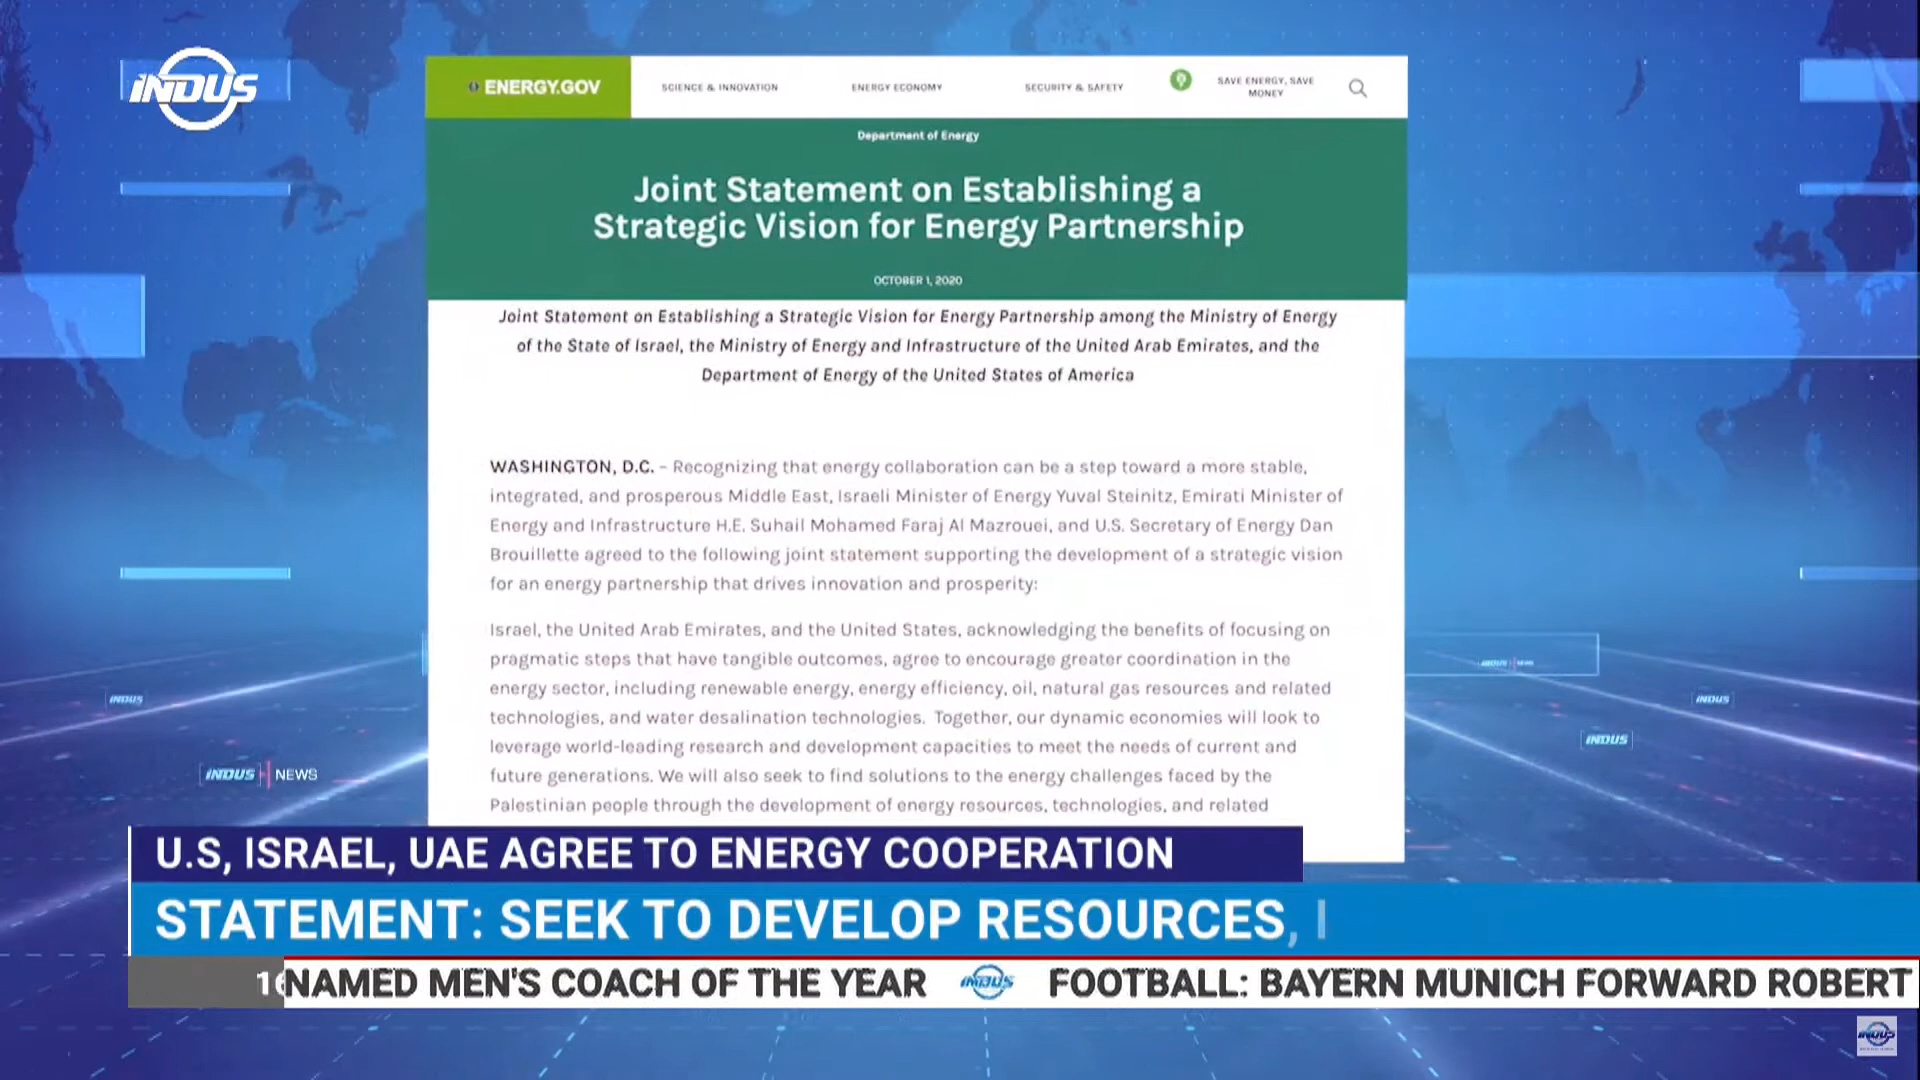 INDUS
ENERGY.GOV
SCIENCE & INNOVATION
ENERGY ECONOMY
SECURITY & SAFETY
SAVE ENERGY, SAVE
MONEY
Department of Energy
Joint Statement on Establishing a
Strategic Vision for Energy Partnership
OCTOBER 1, 2020
Joint Statement on Establishing a Strategic Vision for Energy Partnership among the Ministry of Energy
of the State of Israel, the Ministry of Energy and Infrastructure of the United Arab Emirates, and the
Department of Energy of the United States of America
WASHINGTON, D.C. – Recognizing that energy collaboration can be a step toward a more stable,
integrated, and prosperous Middle East, Israeli Minister of Energy Yuval Steinitz, Emirati Minister of
Energy and Infrastructure H.E. Suhail Mohamed Faraj Al Mazrouei, and U.S. Secretary of Energy Dan
Brouillette agreed to the following joint statement supporting the development of a strategic vision
for an energy partnership that drives innovation and prosperity:
Israel, the United Arab Emirates, and the United States, acknowledging the benefits of focusing on
pragmatic steps that have tangible outcomes, agree to encourage greater coordination in the
energy sector, including renewable energy, energy efficiency, oil, natural gas resources and related
technologies, and water desalination technologies. Together, our dynamic economies will look to
leverage world-leading research and development capacities to meet the needs of current and
future generations. We will also seek to find solutions to the energy challenges faced by the
Palestinian people through the development of energy resources, technologies, and related
INDUS NEWS
INDUS
INDUS
INDUS
INDUS | NEWS
U.S, ISRAEL, UAE AGREE TO ENERGY COOPERATION
STATEMENT: SEEK TO DEVELOP RESOURCES, I
NAMED MEN'S COACH OF THE YEAR INDUS FOOTBALL: BAYERN MUNICH FORWARD ROBERT
INDUS